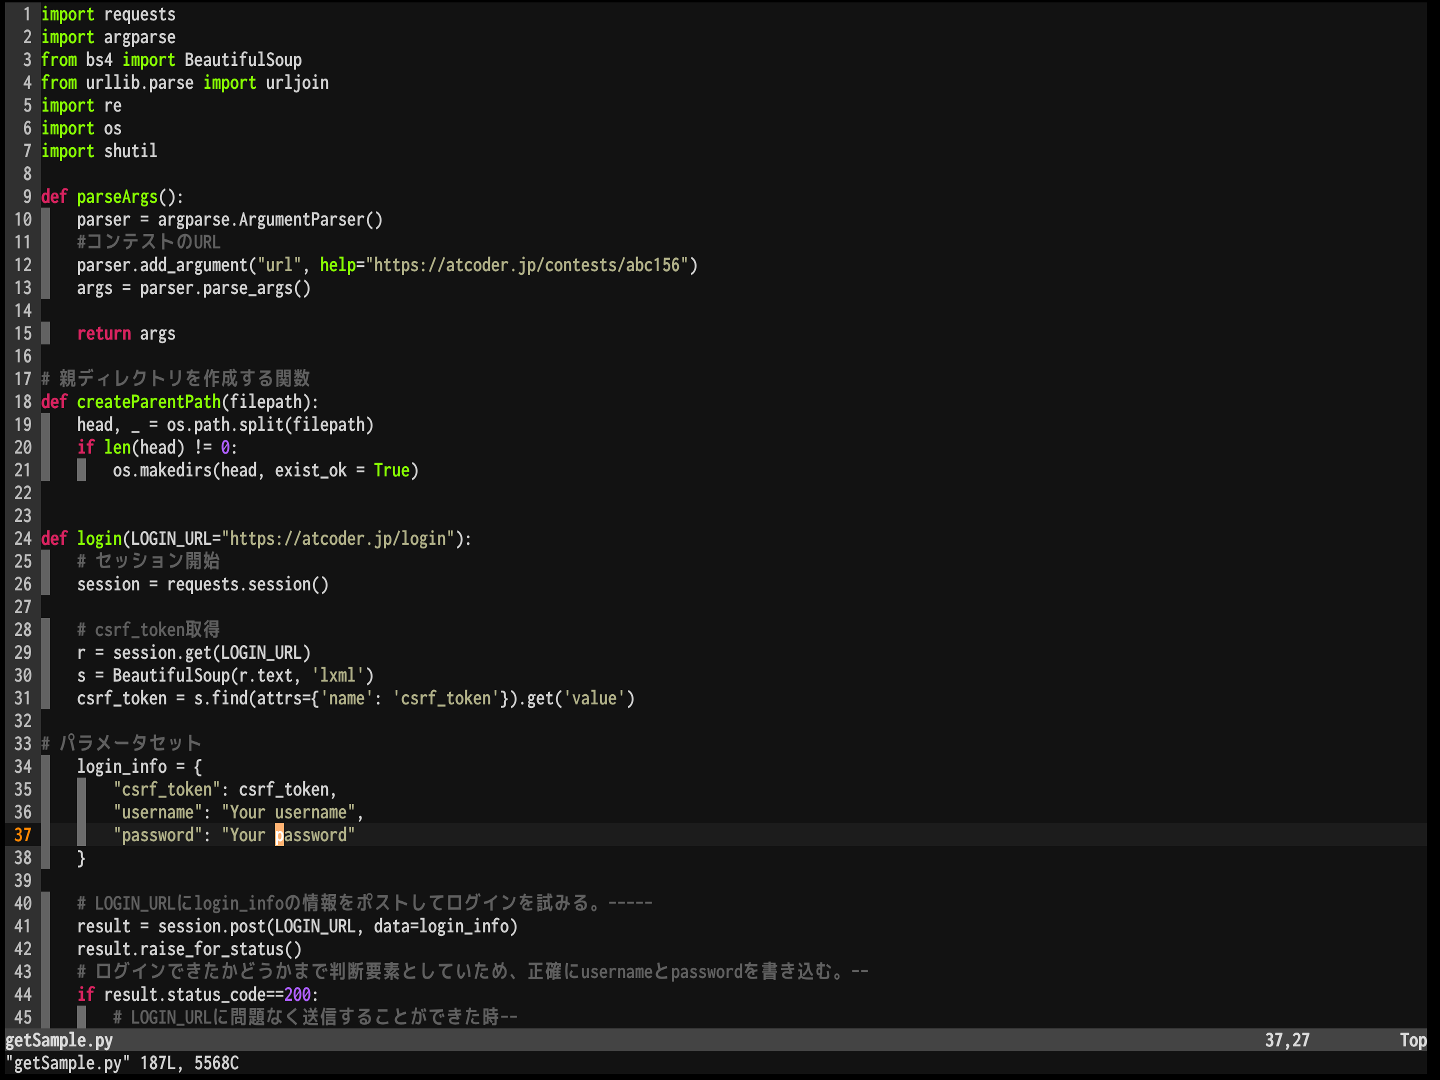 1 import requests
2 import argparse
3 from bs4 import BeautifulSoup
4 from urllib.parse import urljoin
5 import re
6 import os
7 import shutil
8
9 def parseArgs():
10     parser = argparse.ArgumentParser()
11     #コンテストのURL
12     parser.add_argument("url", help="https://atcoder.jp/contests/abc156")
13     args = parser.parse_args()
14
15     return args
16
17 # 親ディレクトリを作成する関数
18 def createParentPath(filepath):
19     head, _ = os.path.split(filepath)
20     if len(head) != 0:
21         os.makedirs(head, exist_ok = True)
22
23
24 def login(LOGIN_URL="https://atcoder.jp/login"):
25     # セッション開始
26     session = requests.session()
27
28     # csrf_token取得
29     r = session.get(LOGIN_URL)
30     s = BeautifulSoup(r.text, 'lxml')
31     csrf_token = s.find(attrs={'name': 'csrf_token'}).get('value')
32
33 # パラメータセット
34     login_info = {
35         "csrf_token": csrf_token,
36         "username": "Your username",
37         "password": "Your password"
38     }
39
40     # LOGIN_URLにlogin_infoの情報をポストしてログインを試みる。-----
41     result = session.post(LOGIN_URL, data=login_info)
42     result.raise_for_status()
43     # ログインできたかどうかまで判断要素としていため、正確にusernameとpasswordを書き込む。--
44     if result.status_code==200:
45         # LOGIN_URLに問題なく送信することができた時--
getSample.py 37,27 Top
"getSample.py" 187L, 5568C